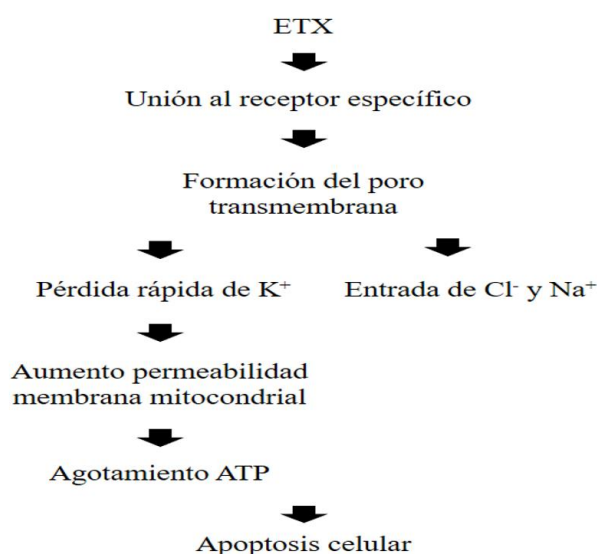 ETX
Unión al receptor específico
Formación del poro
transmembrana
Pérdida rápida de K⁺
Entrada de Cl⁻ y Na⁺
Aumento permeabilidad
membrana mitocondrial
Agotamiento ATP
Apoptosis celular